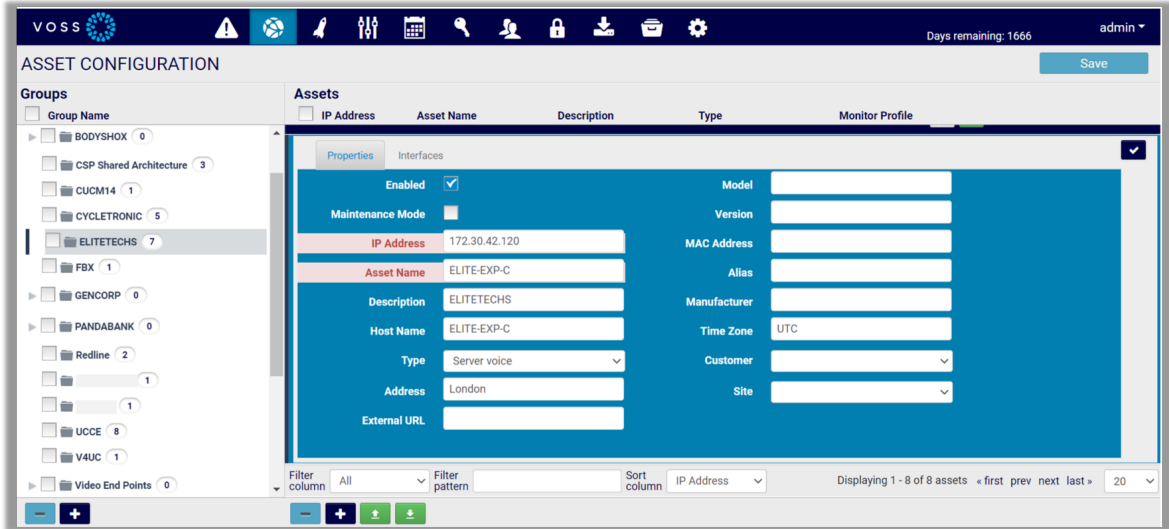 VOSS
Days remaining: 1666
admin
ASSET CONFIGURATION
Save
Groups
Group Name
BODYSHOX 0
CSP Shared Architecture 3
CUCM14 1
CYCLETRONIC 5
ELITETECHS 7
FBX 1
GENCORP 0
PANDABANK 0
Redline 2
1
1
UCCE 8
V4UC 1
Video End Points 0
Assets
IP Address Asset Name Description Type Monitor Profile
Properties Interfaces
Enabled
Maintenance Mode
IP Address 172.30.42.120
Asset Name ELITE-EXP-C
Description ELITETECHS
Host Name ELITE-EXP-C
Type Server voice
Address London
External URL
Model
Version
MAC Address
Alias
Manufacturer
Time Zone UTC
Customer
Site
Filter column All
Filter pattern
Sort column IP Address
Displaying 1 - 8 of 8 assets « first prev next last » 20